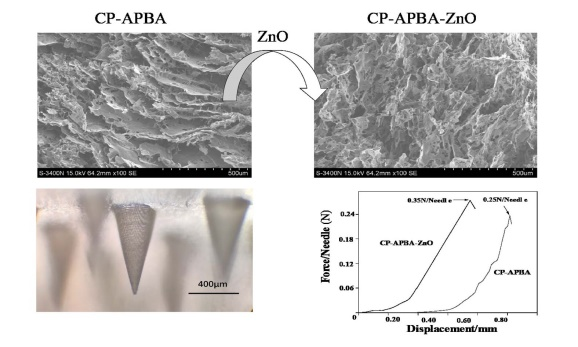 CP-APBA
ZnO
CP-APBA-ZnO
S-3400N 15.0kV 64.2mm x100 SE 500um
S-3400N 15.0kV 64.2mm x100 SE 500um
400μm
0.35N/Needl e
0.25N/Needl e
0.24
0.18
0.12
0.06
0
CP-APBA-ZnO
CP-APBA
Force/Needle (N)
0.20 0.40 0.60 0.80
Displacement/mm